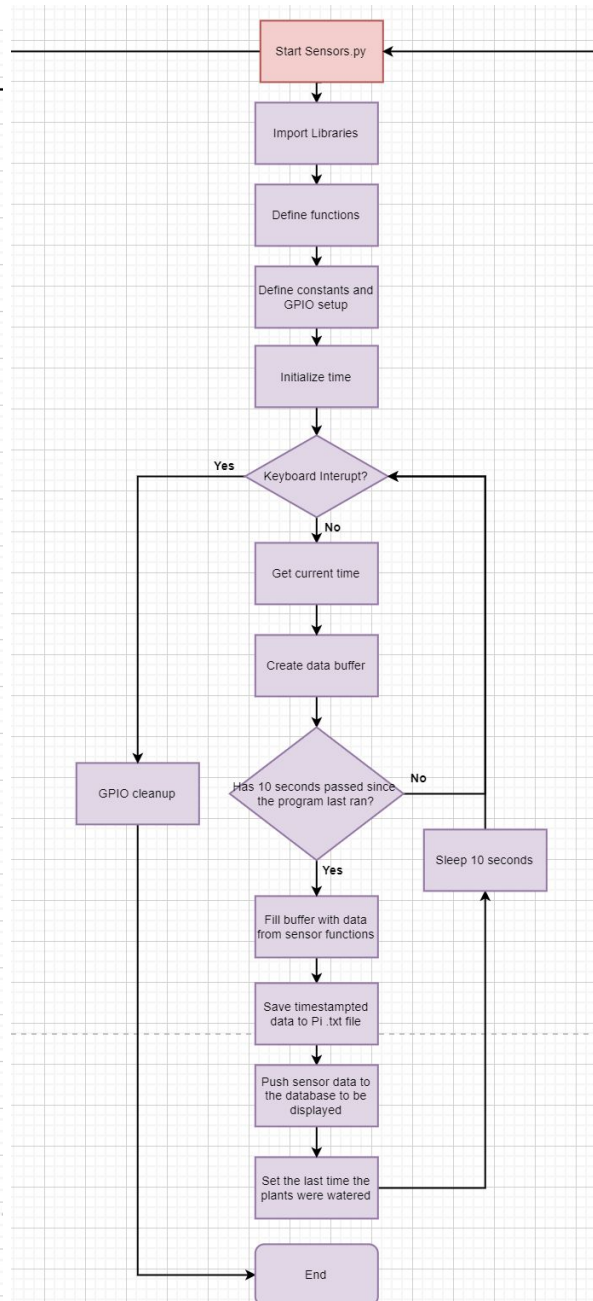 Start Sensors.py
Import Libraries
Define functions
Define constants and
GPIO setup
Initialize time
Yes
Keyboard Interupt?
No
Get current time
Create data buffer
Has 10 seconds passed since
the program last ran?
No
GPIO cleanup
Sleep 10 seconds
Yes
Fill buffer with data
from sensor functions
Save timestampted
data to Pi .txt file
Push sensor data to
the database to be
displayed
Set the last time the
plants were watered
End